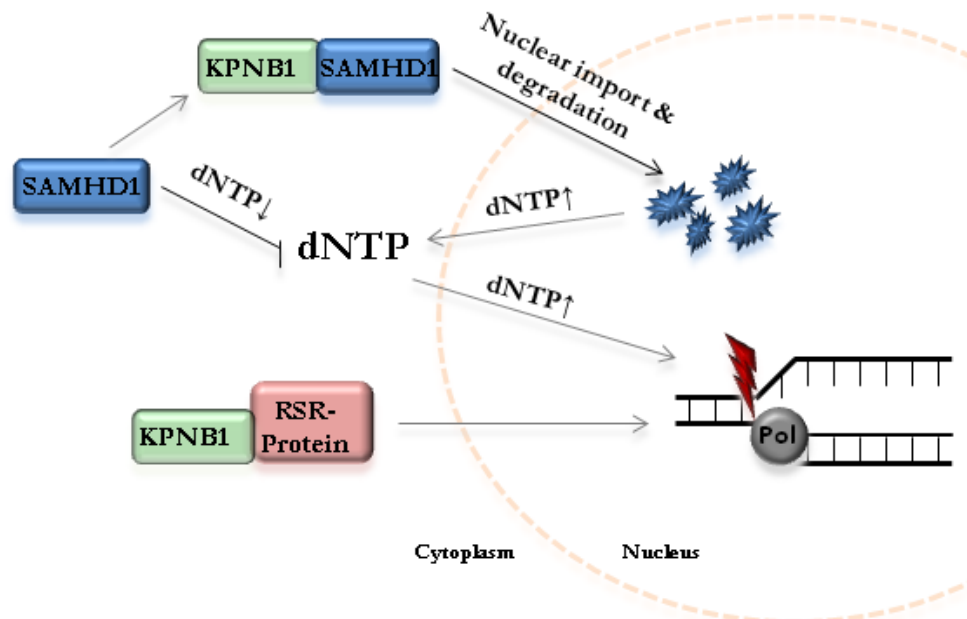 KPNB1
SAMHD1
Nuclear import &
degradation
SAMHD1
dNTP↓
dNTP↑
dNTP
dNTP↑
KPNB1
RSR-
Protein
Pol
Cytoplasm
Nucleus